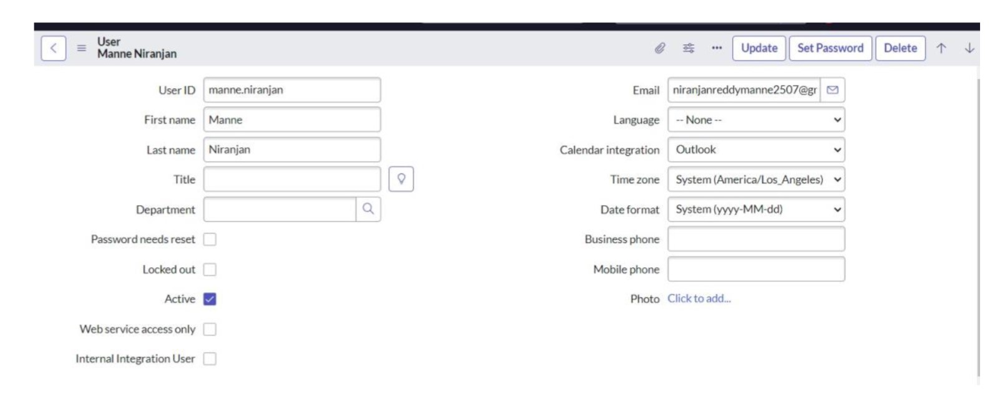 User
Manne Niranjan
Update
Set Password
Delete
User ID manne.niranjan
Email niranjanreddymanne2507@gr
First name Manne
Language -- None --
Last name Niranjan
Calendar integration Outlook
Title
Time zone System (America/Los_Angeles)
Department
Date format System (yyyy-MM-dd)
Password needs reset
Business phone
Locked out
Mobile phone
Active
Photo Click to add...
Web service access only
Internal Integration User